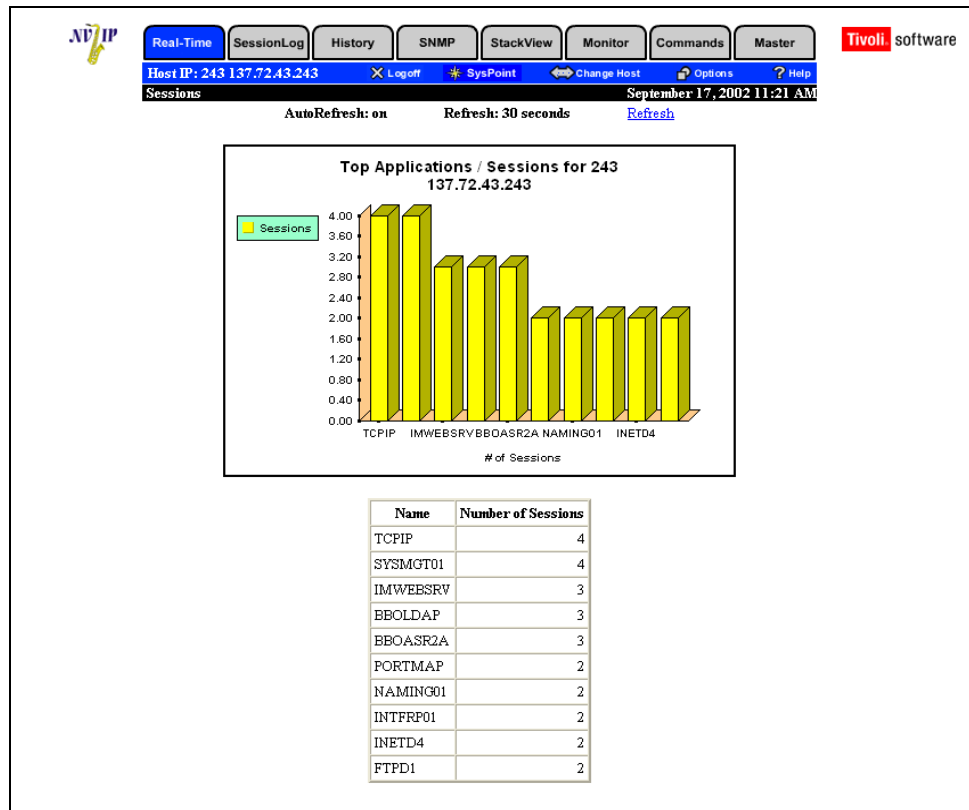 NV IP
Real-Time SessionLog History SNMP StackView Monitor Commands Master
Tivoli. software
Host IP: 243 137.72.43.243 Logoff SysPoint Change Host Options ? Help
Sessions September 17, 2002 11:21 AM
AutoRefresh: on Refresh: 30 seconds Refresh
Top Applications / Sessions for 243
137.72.43.243
Sessions
4.00
3.60
3.20
2.80
2.40
2.00
1.60
1.20
0.80
0.40
0.00
TCPIP IMWEBSRV BBOASR2A NAMING01 INETD4
# of Sessions
Name Number of Sessions
TCPIP 4
SYSMGT01 4
IMWEBSRV 3
BBOLDAP 3
BBOASR2A 3
PORTMAP 2
NAMING01 2
INTFRP01 2
INETD4 2
FTPD1 2